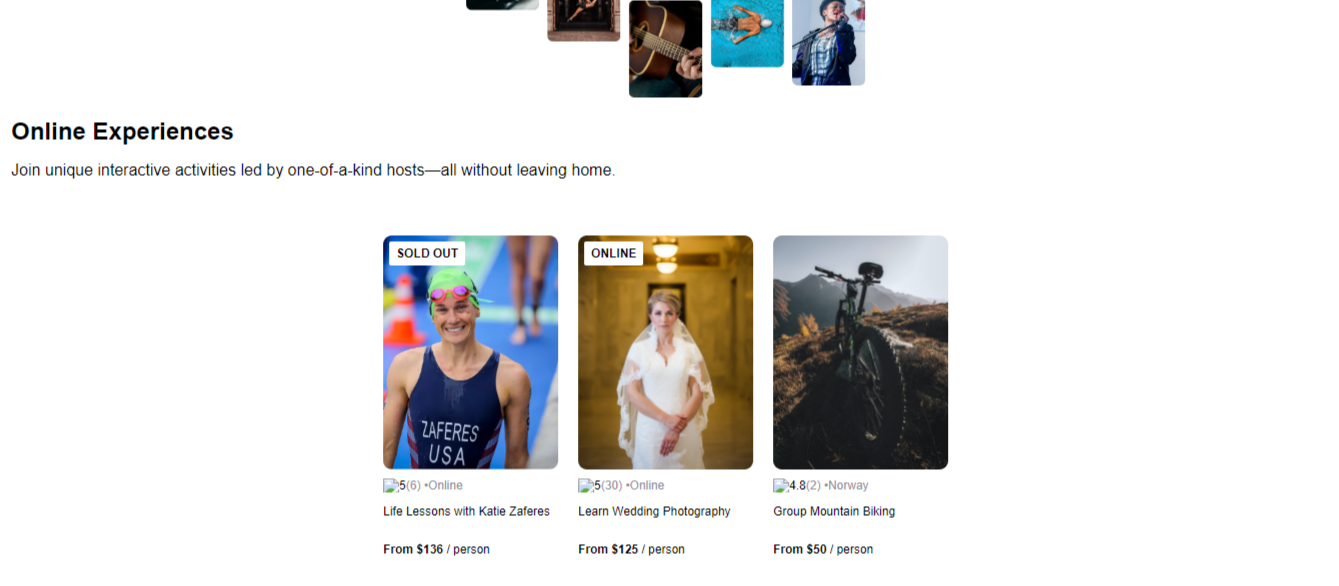 Online Experiences
Join unique interactive activities led by one-of-a-kind hosts—all without leaving home.
SOLD OUT
ONLINE
ZAFERES
USA
5(6) •Online
5(30) •Online
4.8(2) •Norway
Life Lessons with Katie Zaferes
Learn Wedding Photography
Group Mountain Biking
From $136 / person
From $125 / person
From $50 / person